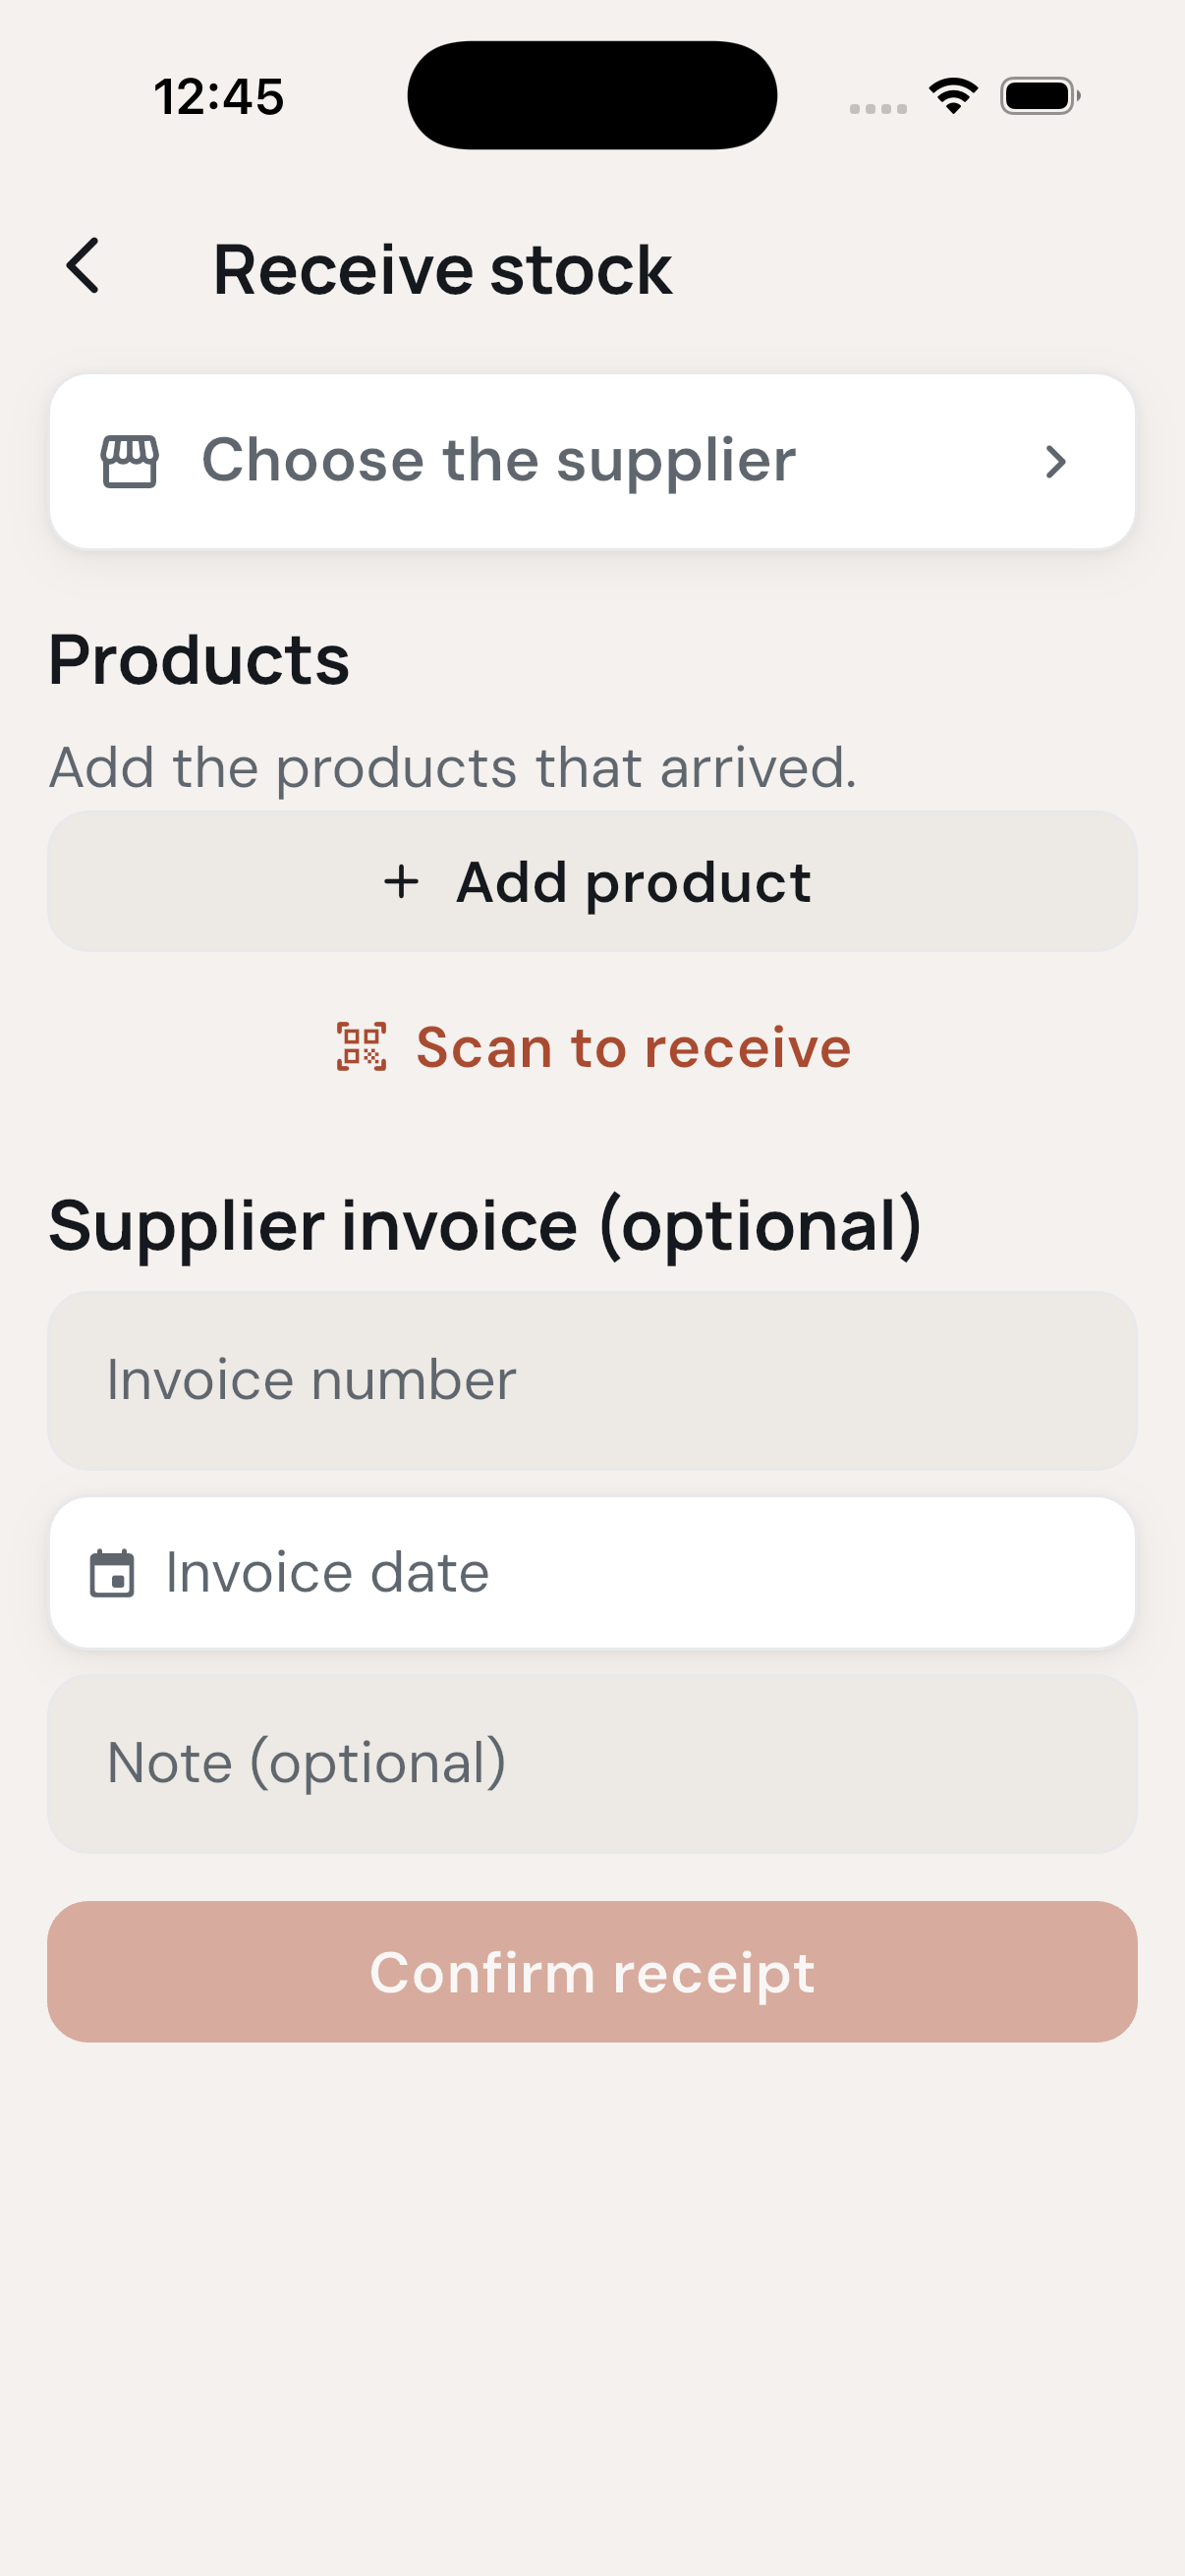 12:45
Receive stock
Choose the supplier
Products
Add the products that arrived.
Add product
Scan to receive
Supplier invoice (optional)
Invoice number
Invoice date
Note (optional)
Confirm receipt